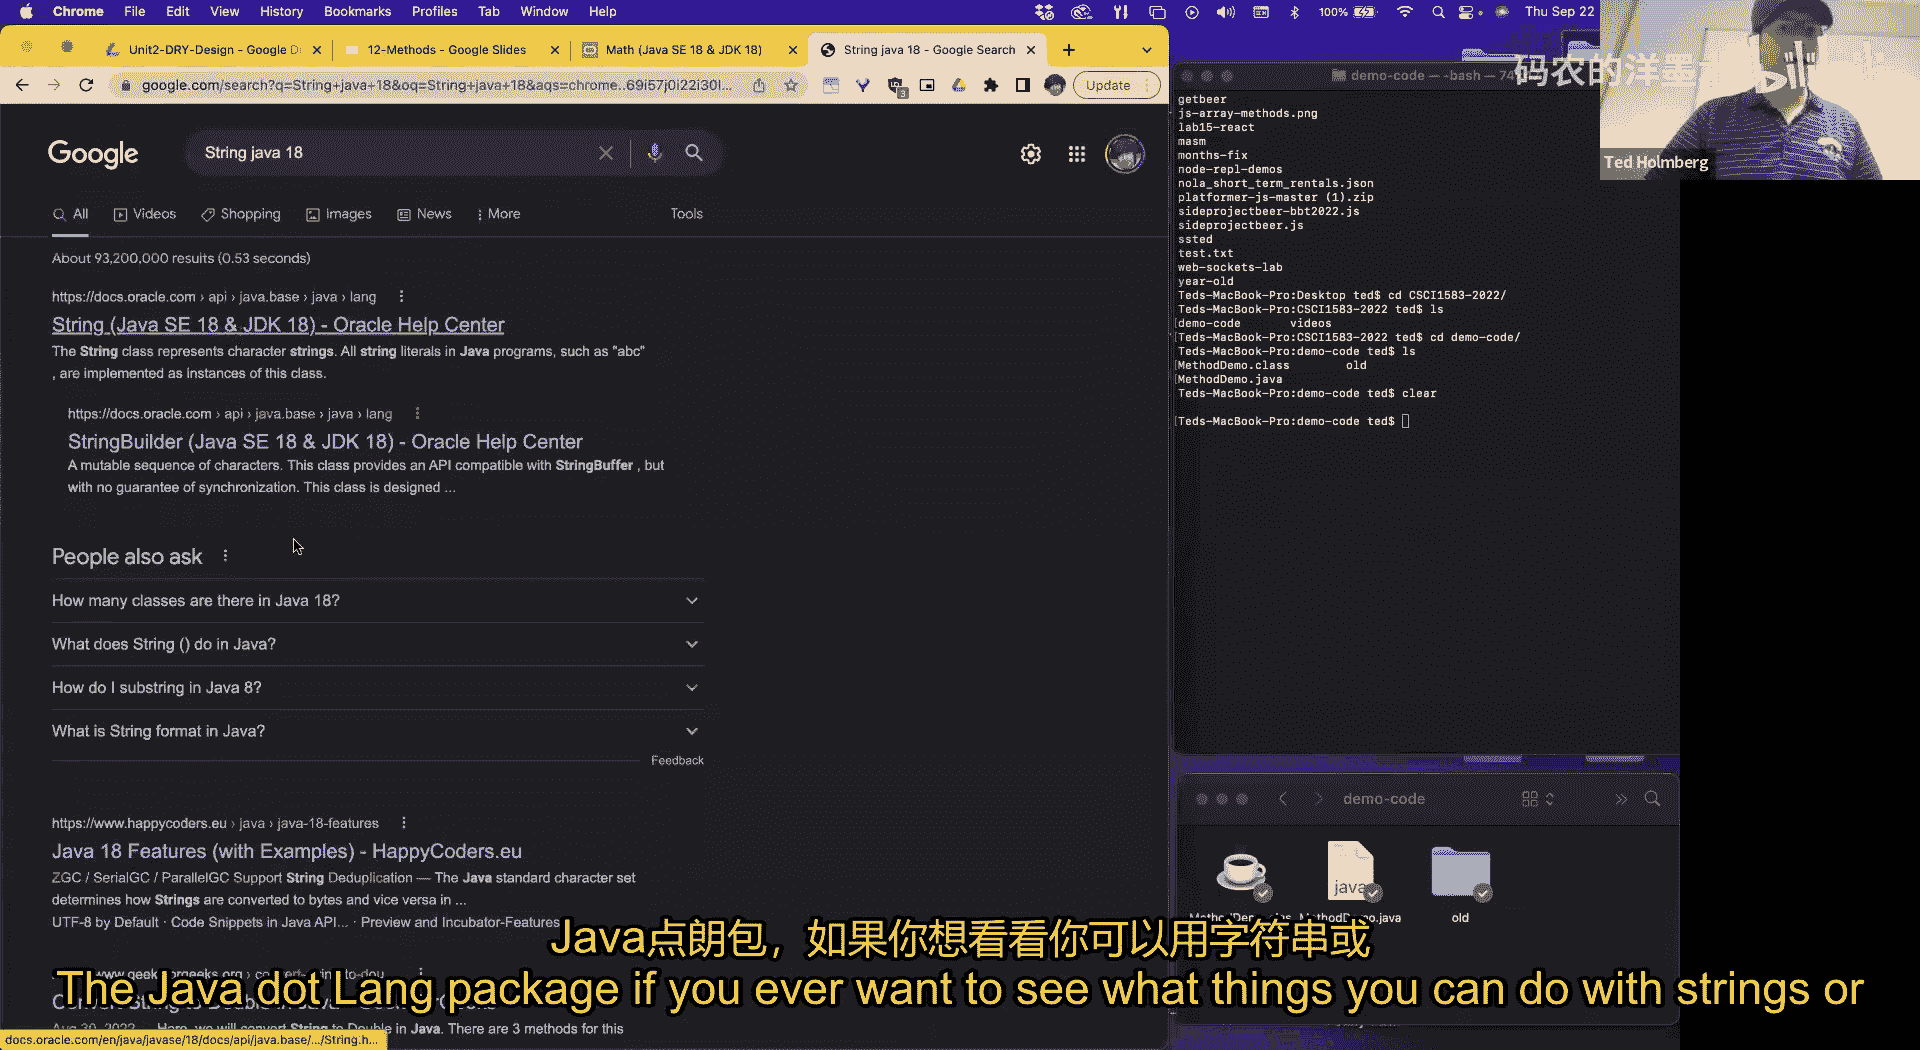 Chrome File Edit View History Bookmarks Profiles Tab Window Help 100% Thu Sep 22
Unit2-DRY-Design - Google D
12-Methods - Google Slides
Math (Java SE 18 & JDK 18)
String java 18 - Google Search
google.com/search?q=String+java+18&oq=String+java+18&aqs=chrome..69i57j0i22i30l...
Update
Google
String java 18
All Videos Shopping Images News More Tools
About 93,200,000 results (0.53 seconds)
https://docs.oracle.com › api › java.base › java › lang
String (Java SE 18 & JDK 18) - Oracle Help Center
The String class represents character strings. All string literals in Java programs, such as "abc"
, are implemented as instances of this class.
https://docs.oracle.com › api › java.base › java › lang
StringBuilder (Java SE 18 & JDK 18) - Oracle Help Center
A mutable sequence of characters. This class provides an API compatible with StringBuffer , but
with no guarantee of synchronization. This class is designed ...
People also ask
How many classes are there in Java 18?
What does String () do in Java?
How do I substring in Java 8?
What is String format in Java?
Feedback
https://www.happycoders.eu › java › java-18-features
Java 18 Features (with Examples) - HappyCoders.eu
ZGC / SerialGC / ParallelGC Support String Deduplication — The Java standard character set
determines how Strings are converted to bytes and vice versa in ...
UTF-8 by Default · Code Snippets in Java API... · Preview and Incubator-Features
String to Double in Java. There are 3 methods for this
docs.oracle.com/en/java/javase/18/docs/api/java.base/.../String.h...
demo-code — -bash — 74
getbeer
js-array-methods.png
lab15-react
masm
months-fix
node-repl-demos
nola_short_term_rentals.json
platformer-js-master (1).zip
sideprojectbeer-bbt2022.js
sideprojectbeer.js
ssted
test.txt
web-sockets-lab
year-old
Teds-MacBook-Pro:Desktop ted$ cd CSCI1583-2022/
Teds-MacBook-Pro:CSCI1583-2022 ted$ ls
demo-code videos
Teds-MacBook-Pro:CSCI1583-2022 ted$ cd demo-code/
Teds-MacBook-Pro:demo-code ted$ ls
MethodDemo.class old
MethodDemo.java
Teds-MacBook-Pro:demo-code ted$ clear
Teds-MacBook-Pro:demo-code ted$
码农的洋墨
Ted Holmberg
demo-code
java
MethodDemo.java
old
Java点朗包，如果你想看看你可以用字符串或
The Java dot Lang package if you ever want to see what things you can do with strings or